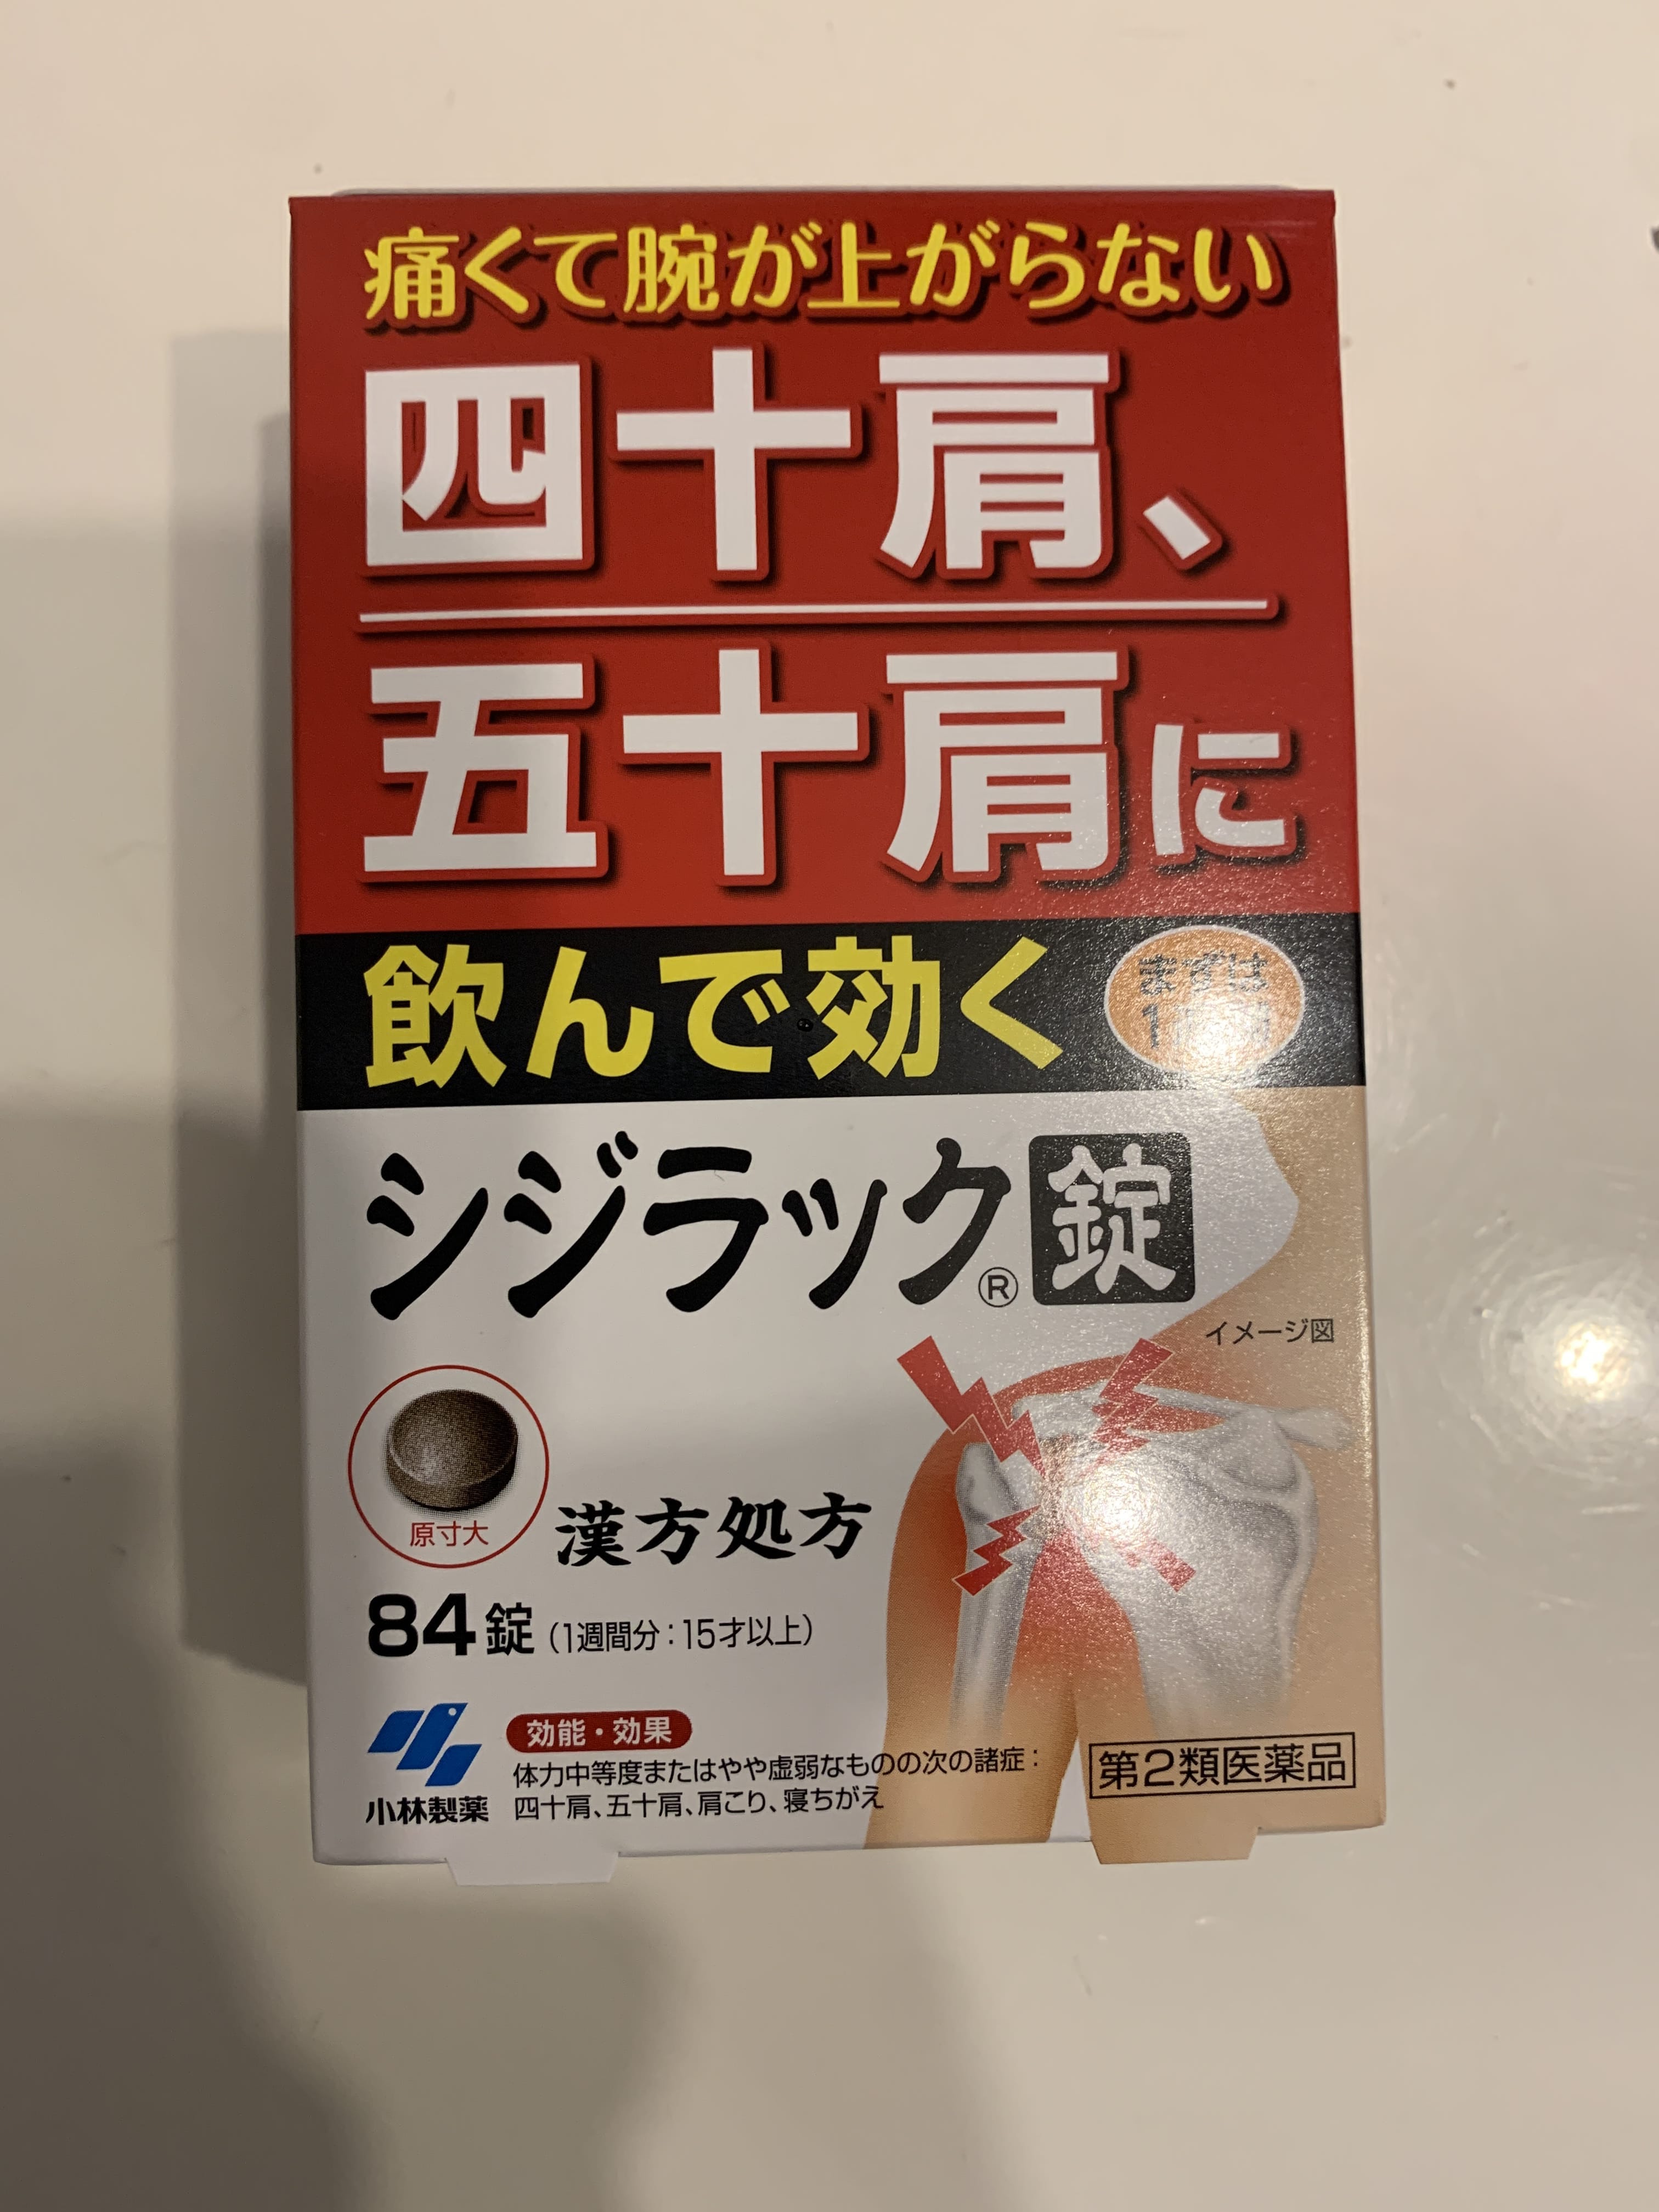 痛くて腕が上がらない
四十肩、
五十肩に
飲んで効く
まずは
シジラック®錠
イメージ図
原寸大
漢方処方
84錠(1週間分:15才以上)
小林製薬
効能・効果
体力中等度またはやや虚弱なものの次の諸症:
四十肩、五十肩、肩こり、寝ちがえ
第2類医薬品